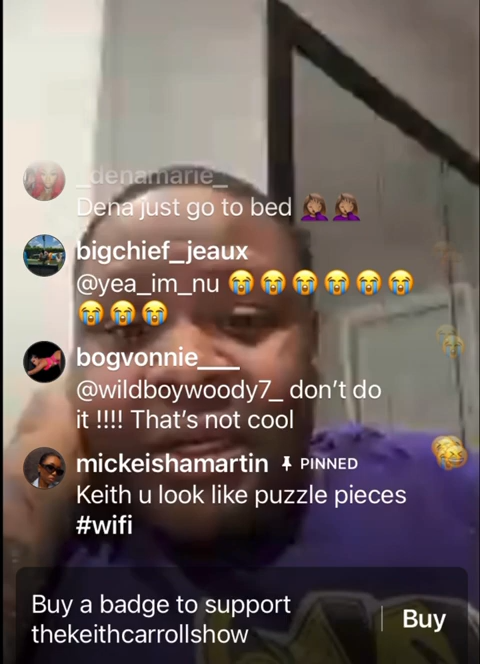 _denamarie_
Dena just go to bed 🤦🏽‍♀️🤦🏽‍♀️
bigchief_jeaux
@yea_im_nu 😭😭😭😭😭😭
😭😭😭
bogvonnie___
@wildboywoody7_ don’t do
it !!!! That’s not cool
mickeishamartin PINNED
Keith u look like puzzle pieces
#wifi
Buy a badge to support
thekeithcarrollshow
Buy